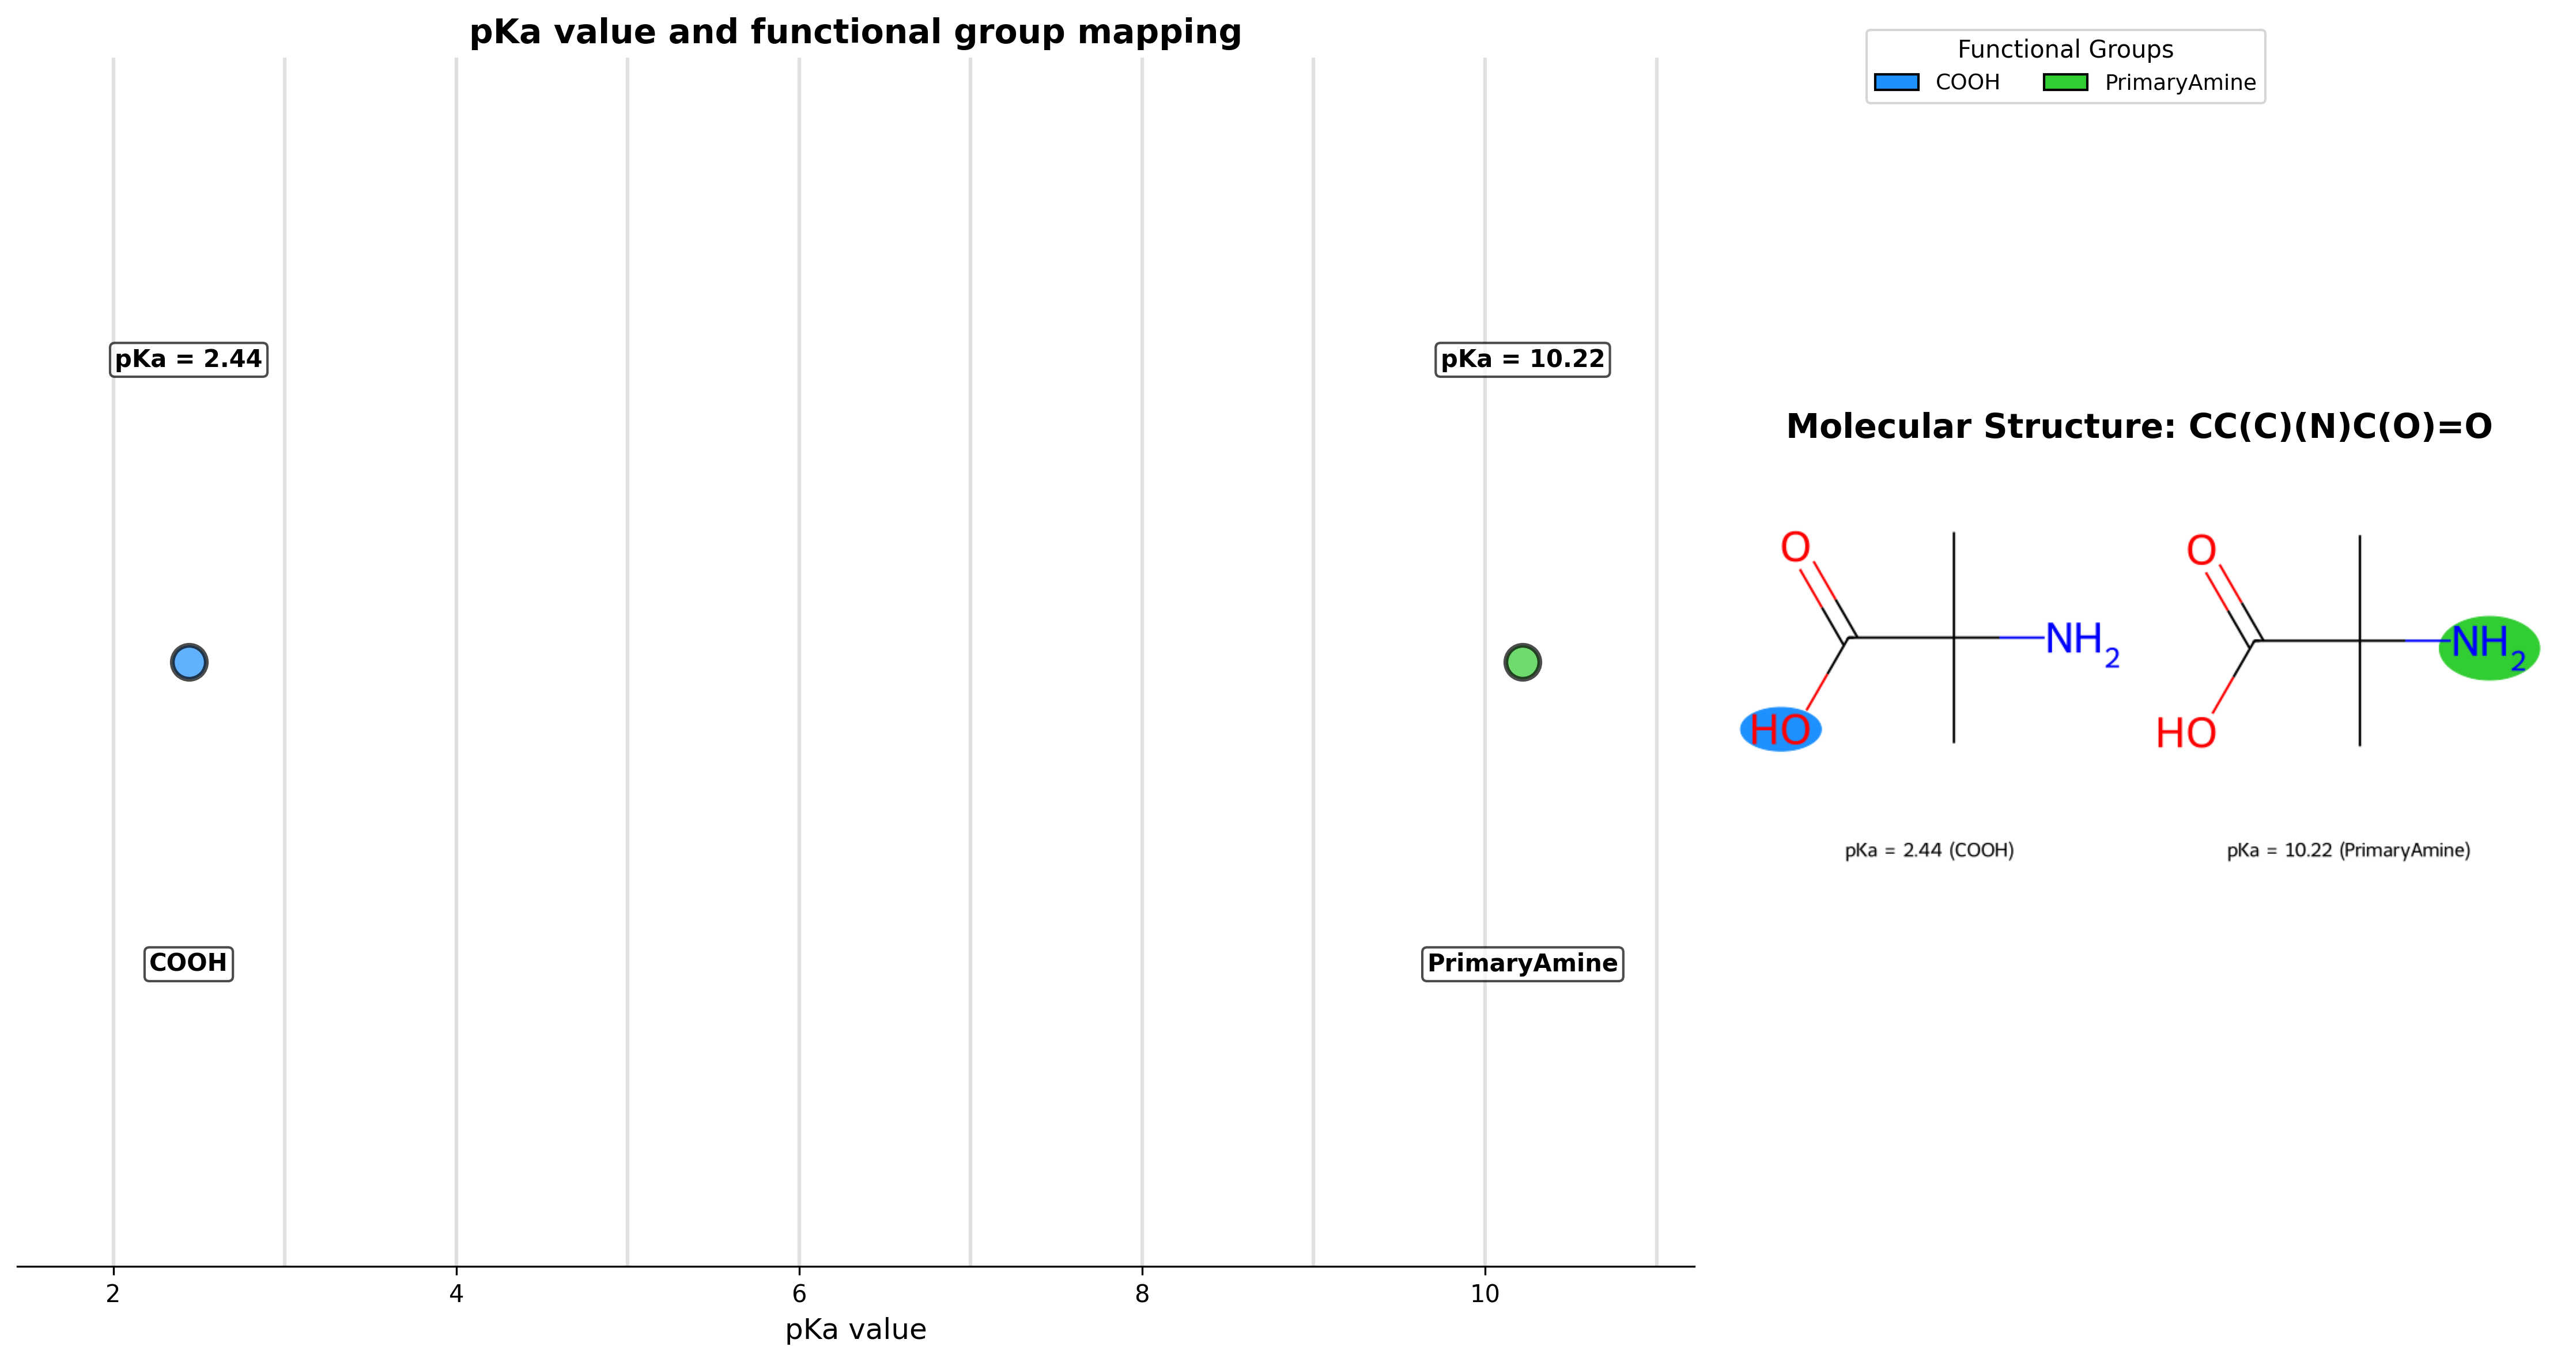 pKa value and functional group mapping
Functional Groups
COOH PrimaryAmine
pKa = 2.44 pKa = 10.22
Molecular Structure: CC(C)(N)C(O)=O
O
NH2
HO
O
NH2
HO
pKa = 2.44 (COOH) pKa = 10.22 (PrimaryAmine)
COOH PrimaryAmine
2 4 6 8 10
pKa value